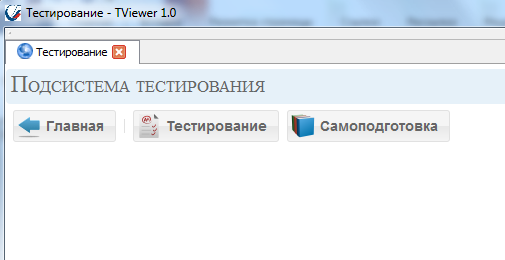 Тестирование - TViewer 1.0
Тестирование
Подсистема тестирования
Главная Тестирование Самоподготовка